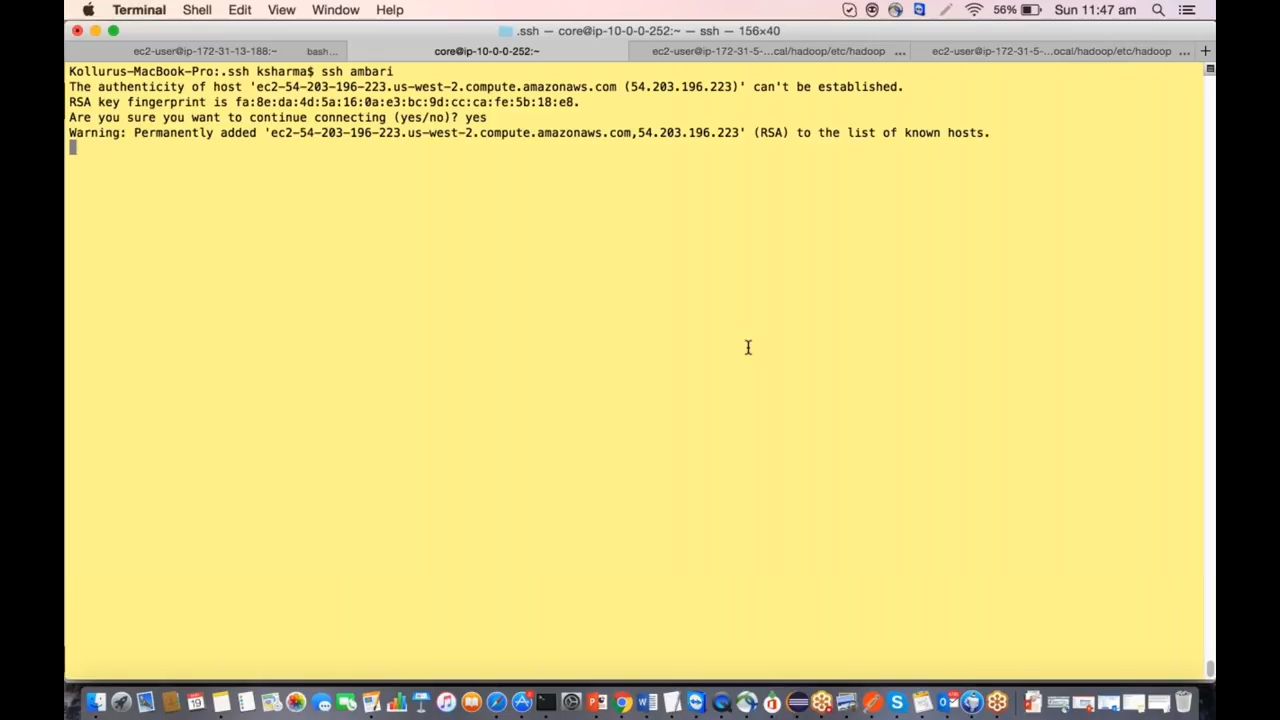 Terminal Shell Edit View Window Help 56% Sun 11:47 am
.ssh — core@ip-10-0-0-252:~ — ssh — 156×40
ec2-user@ip-172-31-13-188:~ bash... core@ip-10-0-0-252:~ ec2-user@ip-172-31-5-...cal/hadoop/etc/hadoop ... ec2-user@ip-172-31-5-...ocal/hadoop/etc/hadoop ... +
Kollurus-MacBook-Pro:.ssh ksharma$ ssh ambari
The authenticity of host 'ec2-54-203-196-223.us-west-2.compute.amazonaws.com (54.203.196.223)' can't be established.
RSA key fingerprint is fa:8e:da:4d:5a:16:0a:e3:bc:9d:cc:ca:fe:5b:18:e8.
Are you sure you want to continue connecting (yes/no)? yes
Warning: Permanently added 'ec2-54-203-196-223.us-west-2.compute.amazonaws.com,54.203.196.223' (RSA) to the list of known hosts.
19